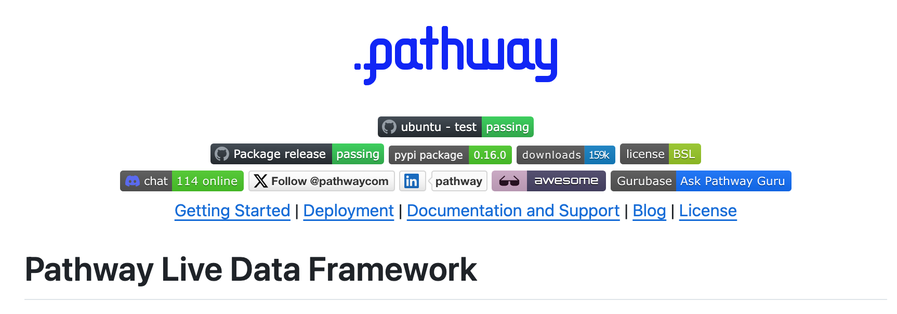 .pathway
ubuntu - test passing
Package release passing pypi package 0.16.0 downloads 159k license BSL
chat 114 online Follow @pathwaycom in pathway awesome Gurubase Ask Pathway Guru
Getting Started | Deployment | Documentation and Support | Blog | License
Pathway Live Data Framework